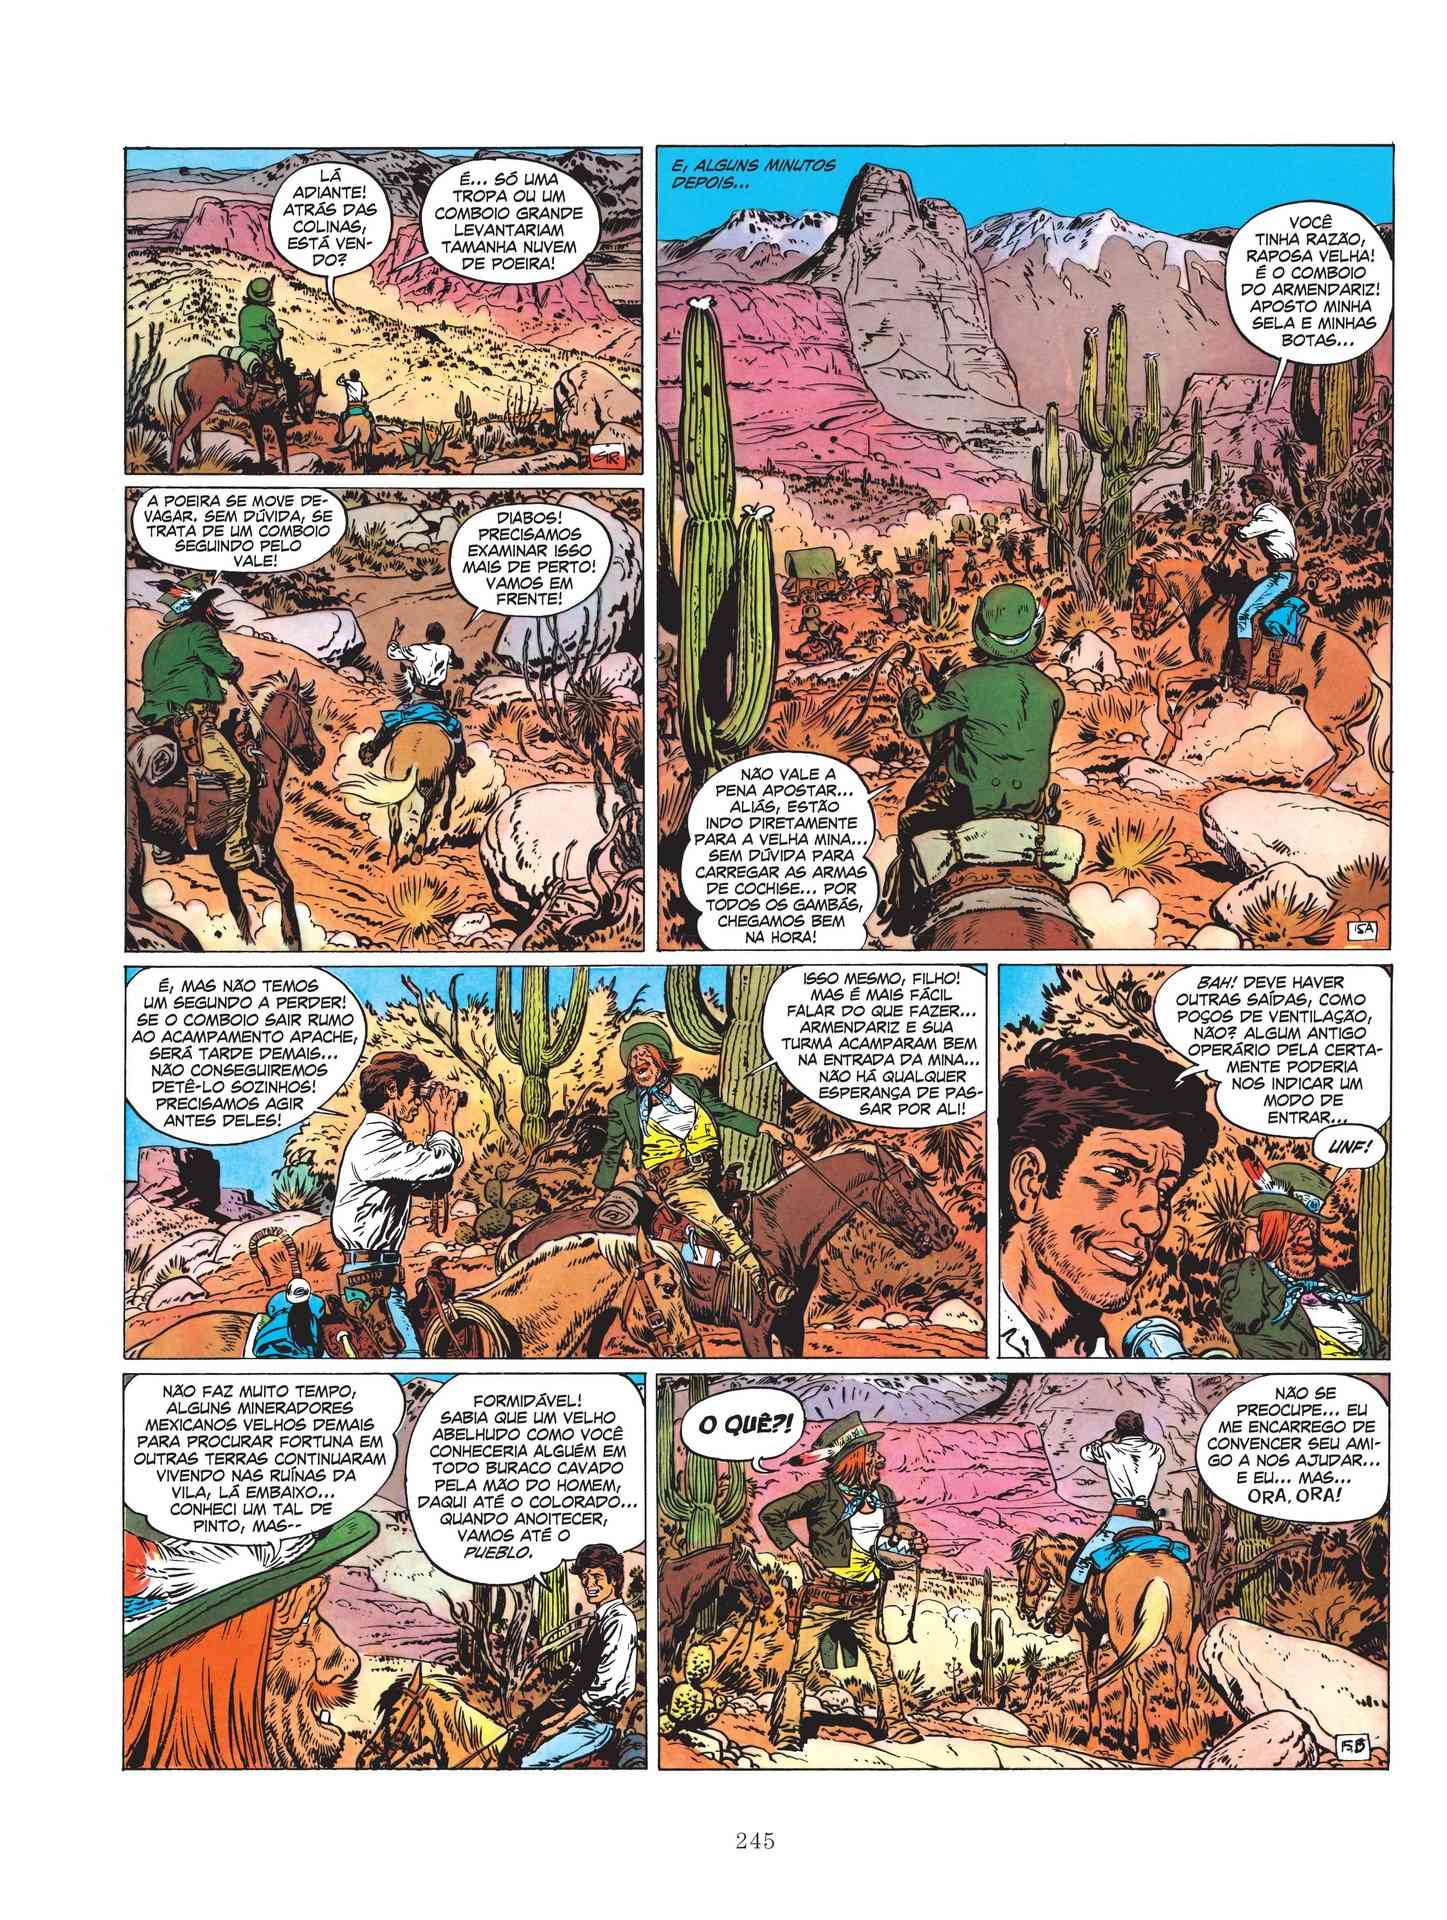 LÁ
ADIANTE!
ATRÁS DAS
COLINAS,
ESTÁ VEN-
DO?
É... SÓ UMA
TROPA OU UM
COMBOIO GRANDE
LEVANTARIAM
TAMANHA NUVEM
DE POEIRA!
GIR
A POEIRA SE MOVE DE-
VAGAR. SEM DÚVIDA, SE
TRATA DE UM COMBOIO
SEGUINDO PELO
VALE!
DIABOS!
PRECISAMOS
EXAMINAR ISSO
MAIS DE PERTO!
VAMOS EM
FRENTE!
E, ALGUNS MINUTOS
DEPOIS...
VOCÊ
TINHA RAZÃO,
RAPOSA VELHA!
É O COMBOIO
DO ARMENDARIZ!
APOSTO MINHA
SELA E MINHAS
BOTAS...
NÃO VALE A
PENA APOSTAR...
ALIÁS, ESTÃO
INDO DIRETAMENTE
PARA A VELHA MINA...
SEM DÚVIDA PARA
CARREGAR AS ARMAS
DE COCHISE... POR
TODOS OS GAMBÁS,
CHEGAMOS BEM
NA HORA!
15A
É, MAS NÃO TEMOS
UM SEGUNDO A PERDER!
SE O COMBOIO SAIR RUMO
AO ACAMPAMENTO APACHE,
SERÁ TARDE DEMAIS...
NÃO CONSEGUIREMOS
DETÊ-LO SOZINHOS!
PRECISAMOS AGIR
ANTES DELES!
ISSO MESMO, FILHO!
MAS É MAIS FÁCIL
FALAR DO QUE FAZER...
ARMENDARIZ E SUA
TURMA ACAMPARAM BEM
NA ENTRADA DA MINA...
NÃO HÁ QUALQUER
ESPERANÇA DE PAS-
SAR POR ALI!
BAH! DEVE HAVER
OUTRAS SAÍDAS, COMO
POÇOS DE VENTILAÇÃO,
NÃO? ALGUM ANTIGO
OPERÁRIO DELA CERTA-
MENTE PODERIA
NOS INDICAR UM
MODO DE
ENTRAR...
UNF!
NÃO FAZ MUITO TEMPO,
ALGUNS MINERADORES
MEXICANOS VELHOS DEMAIS
PARA PROCURAR FORTUNA EM
OUTRAS TERRAS CONTINUARAM
VIVENDO NAS RUÍNAS DA
VILA, LÁ EMBAIXO...
CONHECI UM TAL DE
PINTO, MAS--
FORMIDÁVEL!
SABIA QUE UM VELHO
ABELHUDO COMO VOCÊ
CONHECERIA ALGUÉM EM
TODO BURACO CAVADO
PELA MÃO DO HOMEM,
DAQUI ATÉ O COLORADO...
QUANDO ANOITECER,
VAMOS ATÉ O
PUEBLO.
O QUÊ?!
NÃO SE
PREOCUPE... EU
ME ENCARREGO DE
CONVENCER SEU AMI-
GO A NOS AJUDAR...
E EU... MAS...
ORA, ORA!
15B
245